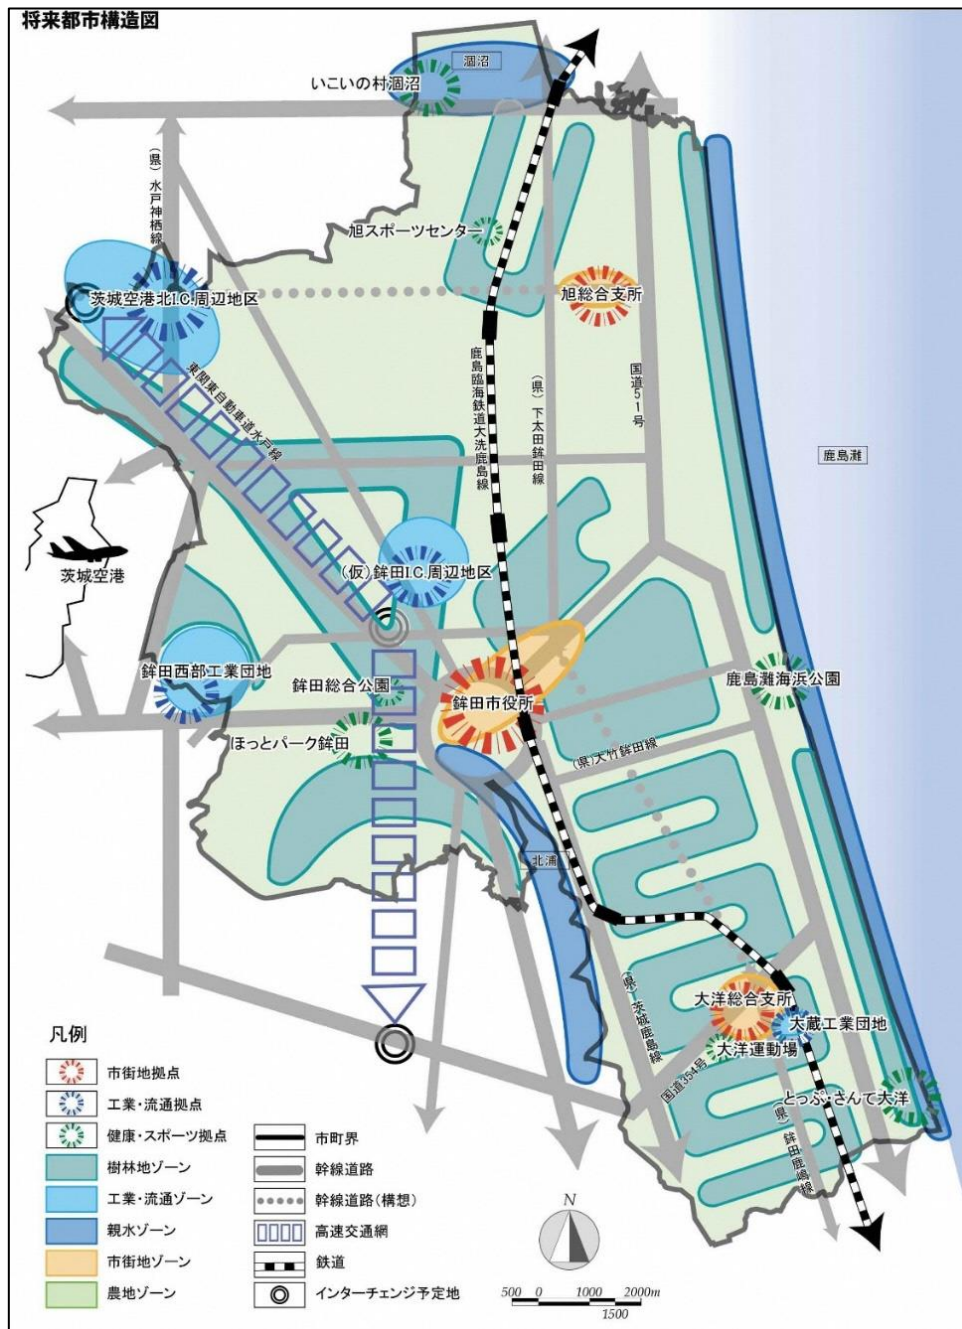 将来都市構造図
涸沼
いこいの村涸沼
(県)水戸神栖線
旭スポーツセンター
茨城空港北I.C.周辺地区
旭総合支所
東関東自動車道水戸線
鹿島臨海鉄道大洗鹿島線
(県)下太田鉾田線
国道51号
鹿島灘
茨城空港
(仮)鉾田I.C.周辺地区
鉾田西部工業団地
鉾田総合公園
鉾田市役所
鹿島灘海浜公園
ほっとパーク鉾田
(県)大竹鉾田線
北浦
大洋総合支所
大蔵工業団地
大洋運動場
(県)茨城鹿島線
国道354号
とっぷ・さんて大洋
(県)鉾田鹿嶋線
凡例
市街地拠点
工業・流通拠点
健康・スポーツ拠点
樹林地ゾーン
工業・流通ゾーン
親水ゾーン
市街地ゾーン
農地ゾーン
市町界
幹線道路
幹線道路(構想)
高速交通網
鉄道
インターチェンジ予定地
N
500 0 1000 2000m
1500